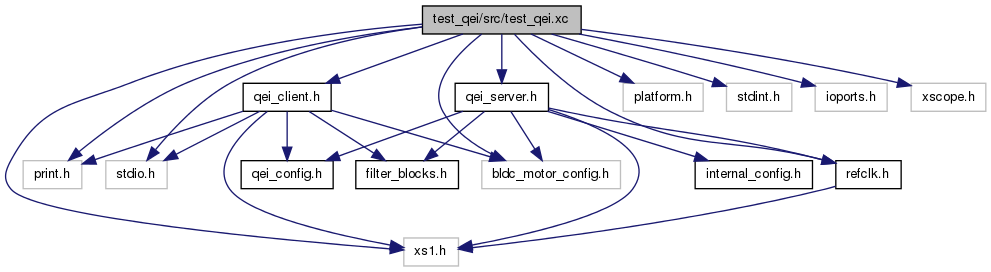 test_qei/src/test_qei.xc
qei_client.h
qei_server.h
platform.h
stdint.h
ioports.h
xscope.h
print.h
stdio.h
qei_config.h
filter_blocks.h
bldc_motor_config.h
internal_config.h
refclk.h
xs1.h